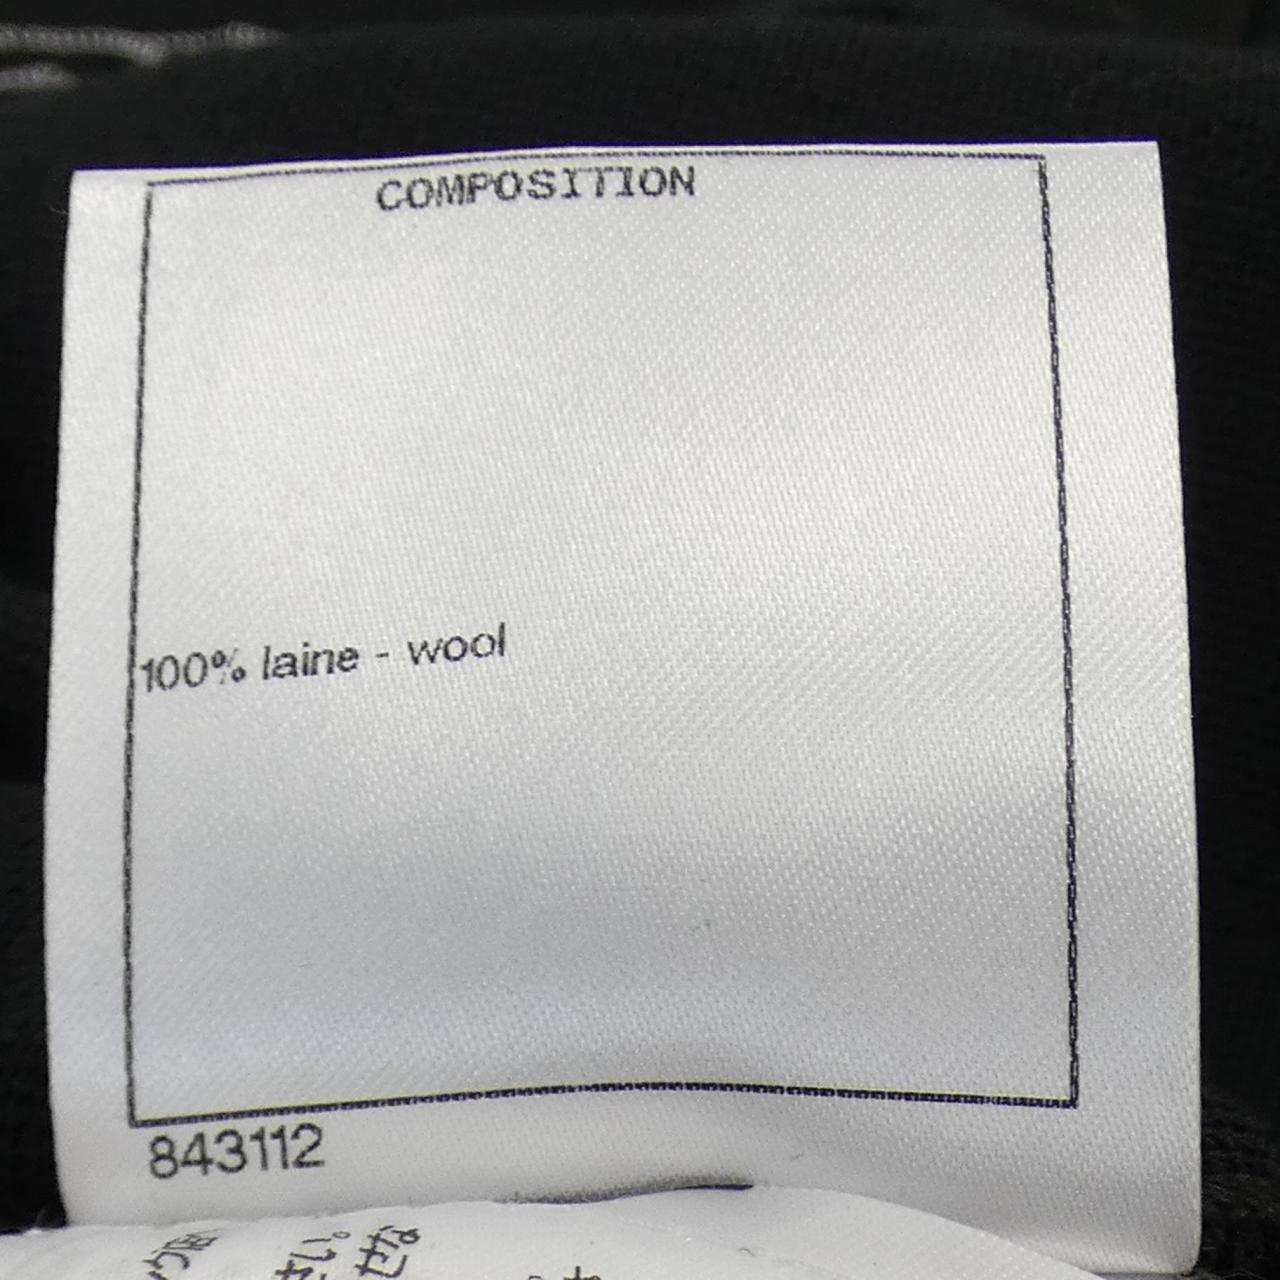 COMPOSITION
100% laine - wool
843112